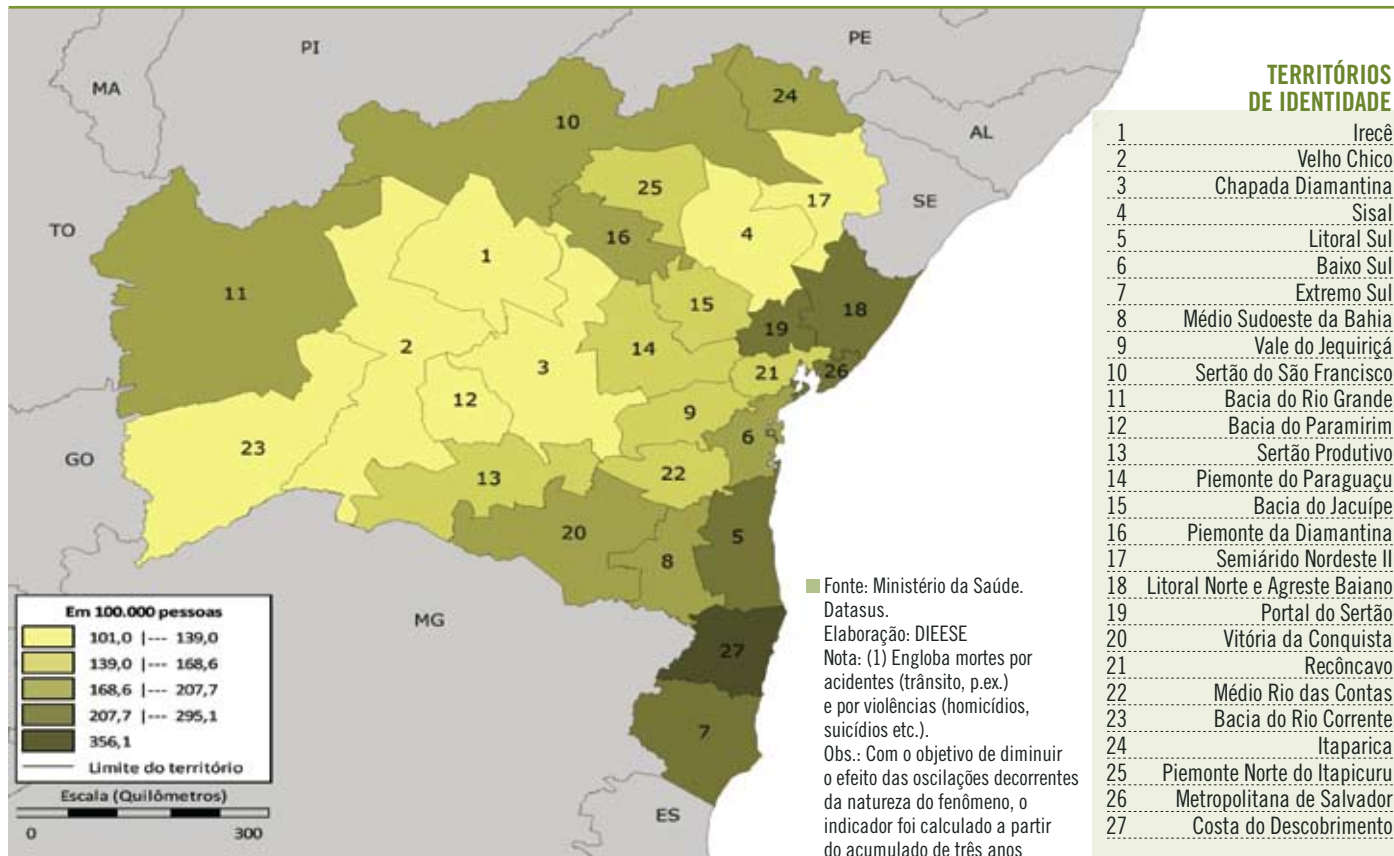 PI
PE
MA
AL
TO
SE
GO
MG
ES
10
24
25
17
16
4
1
11
15
18
19
2
14
3
21
26
12
9
6
23
13
22
20
5
8
27
7
Em 100.000 pessoas
101,0 |--- 139,0
139,0 |--- 168,6
168,6 |--- 207,7
207,7 |--- 295,1
356,1
Limite do território
Escala (Quilômetros)
0 300
Fonte: Ministério da Saúde.
Datasus.
Elaboração: DIEESE
Nota: (1) Engloba mortes por
acidentes (trânsito, p.ex.)
e por violências (homicídios,
suicídios etc.).
Obs.: Com o objetivo de diminuir
o efeito das oscilações decorrentes
da natureza do fenômeno, o
indicador foi calculado a partir
do acumulado de três anos
TERRITÓRIOS
DE IDENTIDADE
1 Irecê
2 Velho Chico
3 Chapada Diamantina
4 Sisal
5 Litoral Sul
6 Baixo Sul
7 Extremo Sul
8 Médio Sudoeste da Bahia
9 Vale do Jequiriçá
10 Sertão do São Francisco
11 Bacia do Rio Grande
12 Bacia do Paramirim
13 Sertão Produtivo
14 Piemonte do Paraguaçu
15 Bacia do Jacuípe
16 Piemonte da Diamantina
17 Semiárido Nordeste II
18 Litoral Norte e Agreste Baiano
19 Portal do Sertão
20 Vitória da Conquista
21 Recôncavo
22 Médio Rio das Contas
23 Bacia do Rio Corrente
24 Itaparica
25 Piemonte Norte do Itapicuru
26 Metropolitana de Salvador
27 Costa do Descobrimento